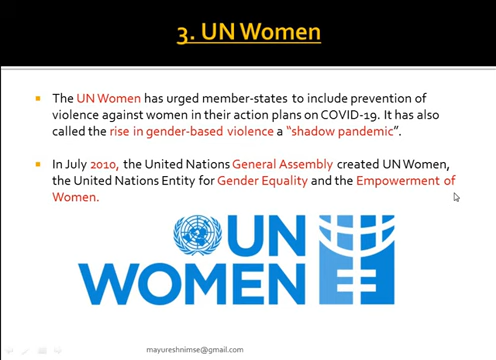 3. UN Women
The UN Women has urged member-states to include prevention of
violence against women in their action plans on COVID-19. It has also
called the rise in gender-based violence a “shadow pandemic”.
In July 2010, the United Nations General Assembly created UN Women,
the United Nations Entity for Gender Equality and the Empowerment of
Women.
UN
WOMEN
mayureshnimse@gmail.com